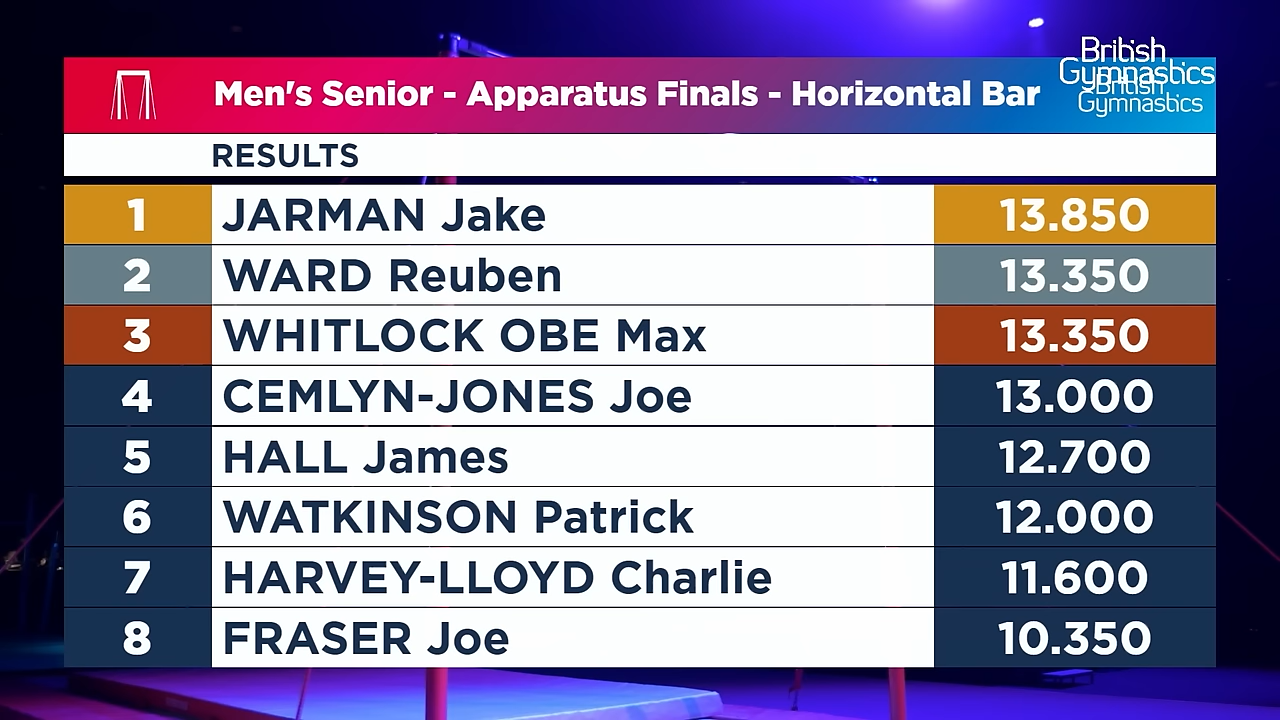 British
Gymnastics
British
Gymnastics
Men's Senior - Apparatus Finals - Horizontal Bar
RESULTS
1 JARMAN Jake 13.850
2 WARD Reuben 13.350
3 WHITLOCK OBE Max 13.350
4 CEMLYN-JONES Joe 13.000
5 HALL James 12.700
6 WATKINSON Patrick 12.000
7 HARVEY-LLOYD Charlie 11.600
8 FRASER Joe 10.350